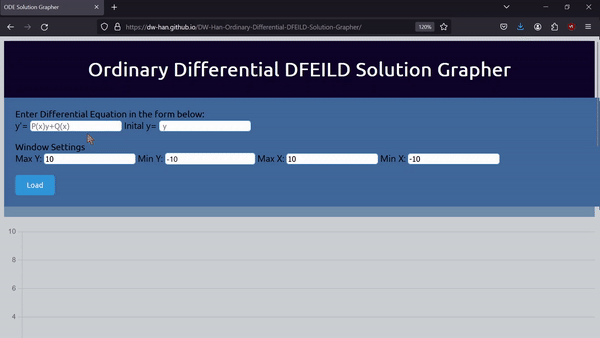 ODE Solution Grapher
https://dw-han.github.io/DW-Han-Ordinary-Differential-DFEILD-Solution-Grapher/
120%
Ordinary Differential DFEILD Solution Grapher
Enter Differential Equation in the form below:
y'= P(x)y+Q(x) Inital y= y
Window Settings
Max Y: 10 Min Y: -10 Max X: 10 Min X: -10
Load
10
8
6
4